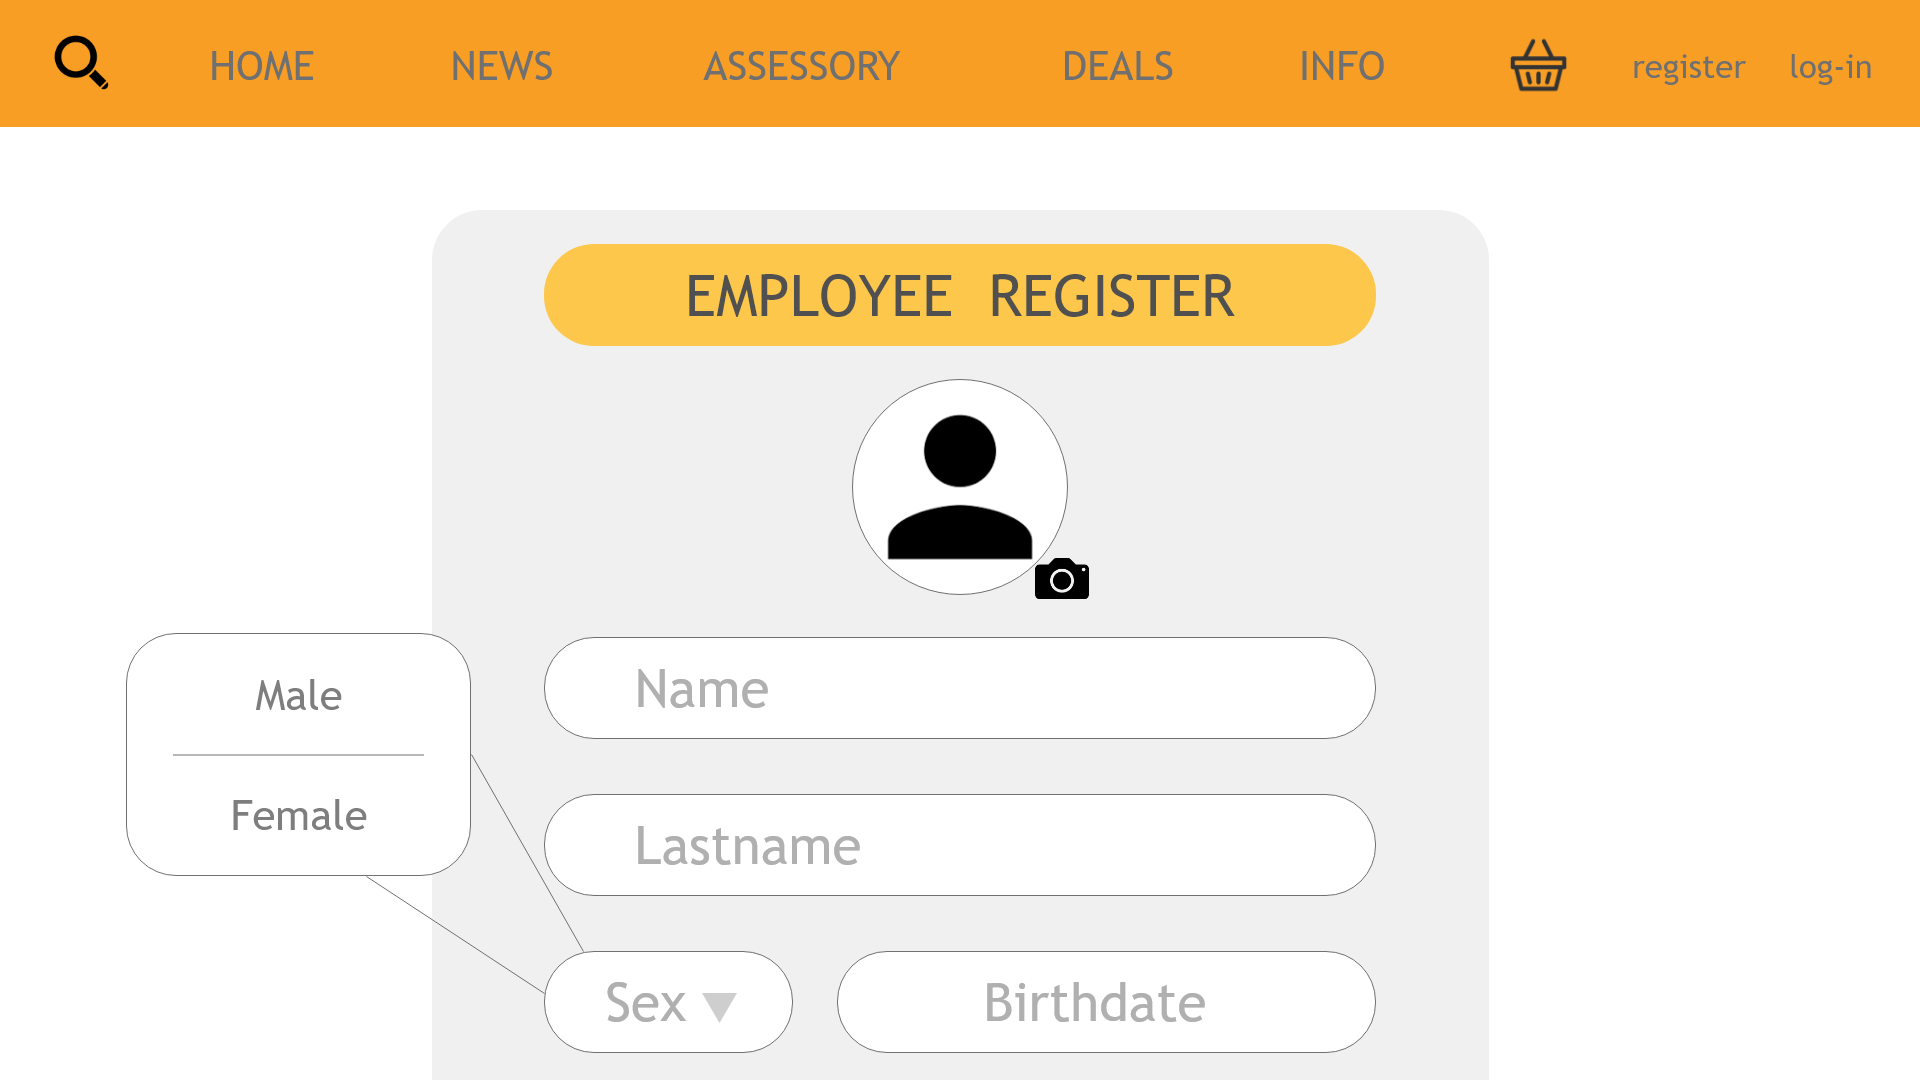 HOME NEWS ASSESSORY DEALS INFO register log-in
EMPLOYEE REGISTER
Male
Female
Name
Lastname
Sex
Birthdate